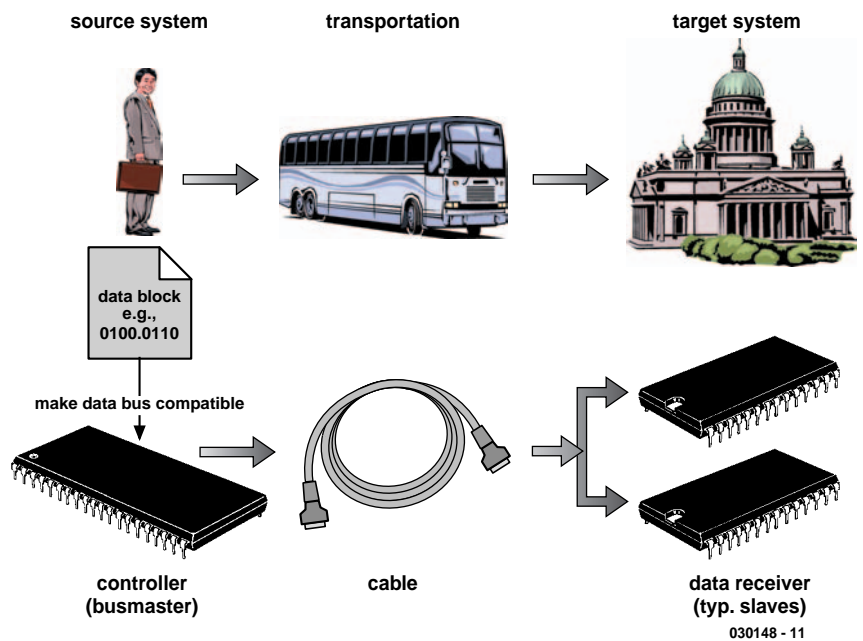 source system
transportation
target system
data block
e.g.,
0100.0110
make data bus compatible
controller
(busmaster)
cable
data receiver
(typ. slaves)
030148 - 11